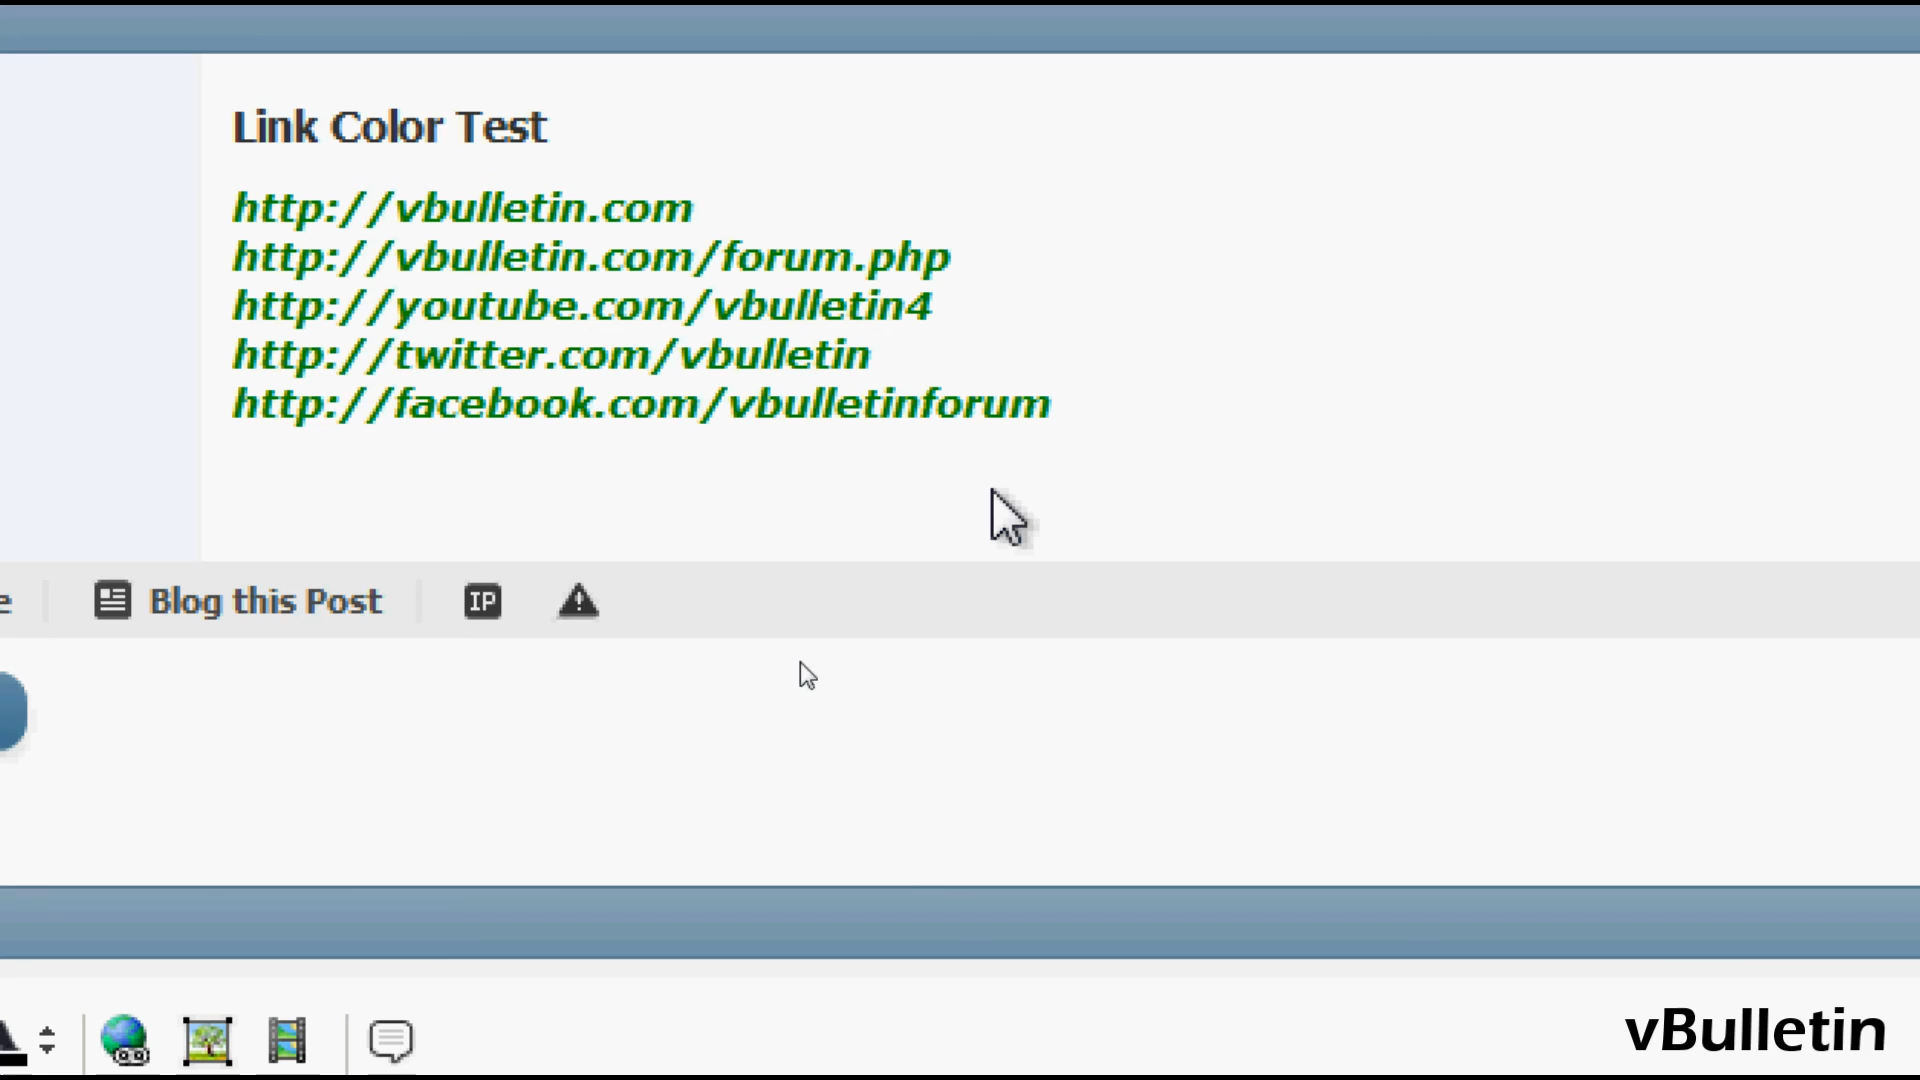 Link Color Test
http://vbulletin.com
http://vbulletin.com/forum.php
http://youtube.com/vbulletin4
http://twitter.com/vbulletin
http://facebook.com/vbulletinforum
e Blog this Post IP
vBulletin